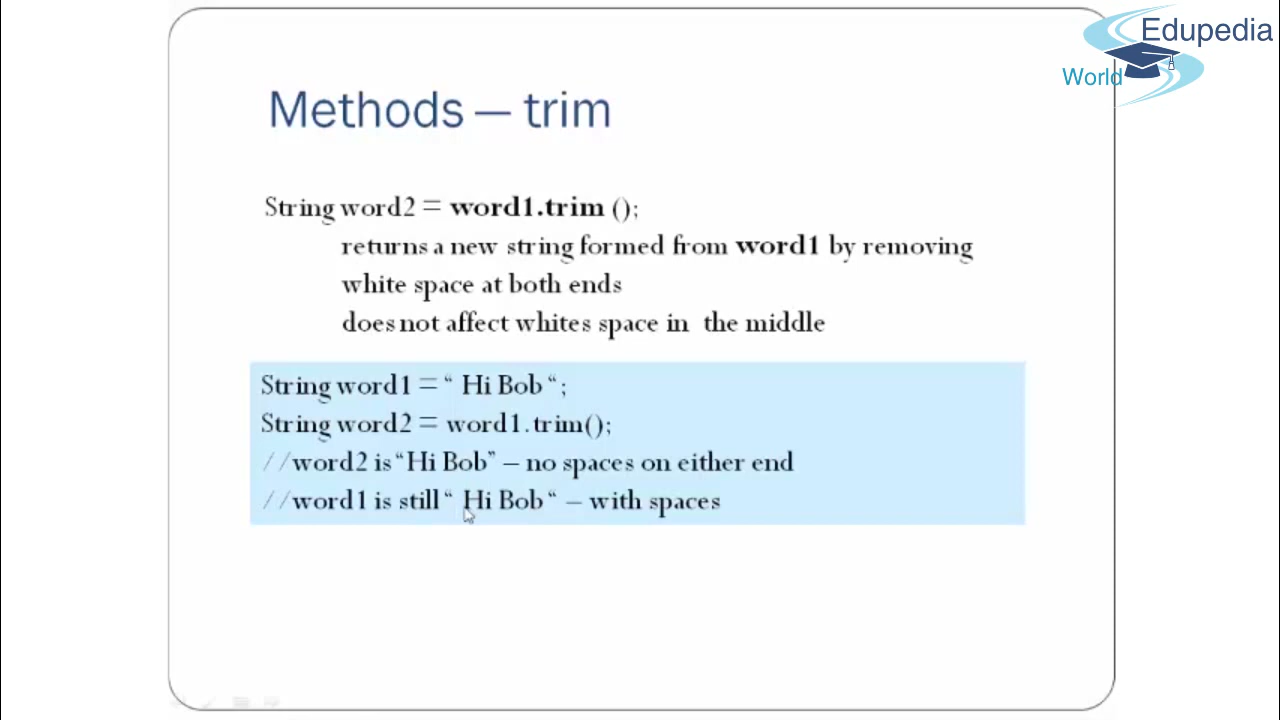 Edupedia
World
Methods — trim
String word2 = word1.trim ();
returns a new string formed from word1 by removing
white space at both ends
does not affect whites space in the middle
String word1 = “ Hi Bob “;
String word2 = word1.trim();
//word2 is “Hi Bob” – no spaces on either end
//word1 is still “ Hi Bob “ – with spaces